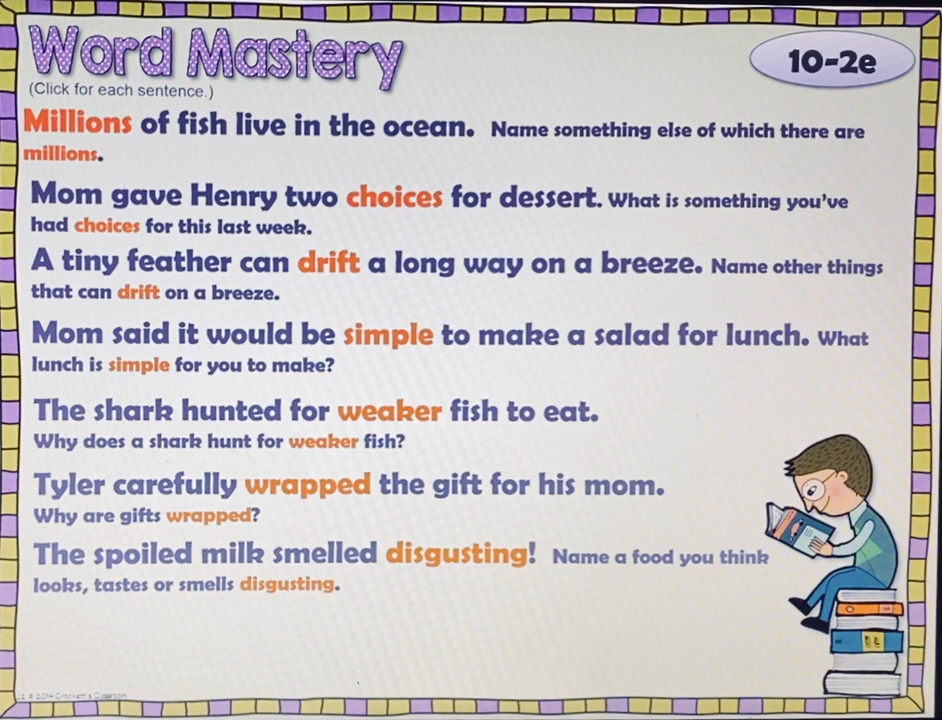 Word Mastery
10-2e
(Click for each sentence.)
Millions of fish live in the ocean. Name something else of which there are
millions.
Mom gave Henry two choices for dessert. What is something you've
had choices for this last week.
A tiny feather can drift a long way on a breeze. Name other things
that can drift on a breeze.
Mom said it would be simple to make a salad for lunch. What
lunch is simple for you to make?
The shark hunted for weaker fish to eat.
Why does a shark hunt for weaker fish?
Tyler carefully wrapped the gift for his mom.
Why are gifts wrapped?
The spoiled milk smelled disgusting! Name a food you think
looks, tastes or smells disgusting.
© 2014 Crockett's Classroom